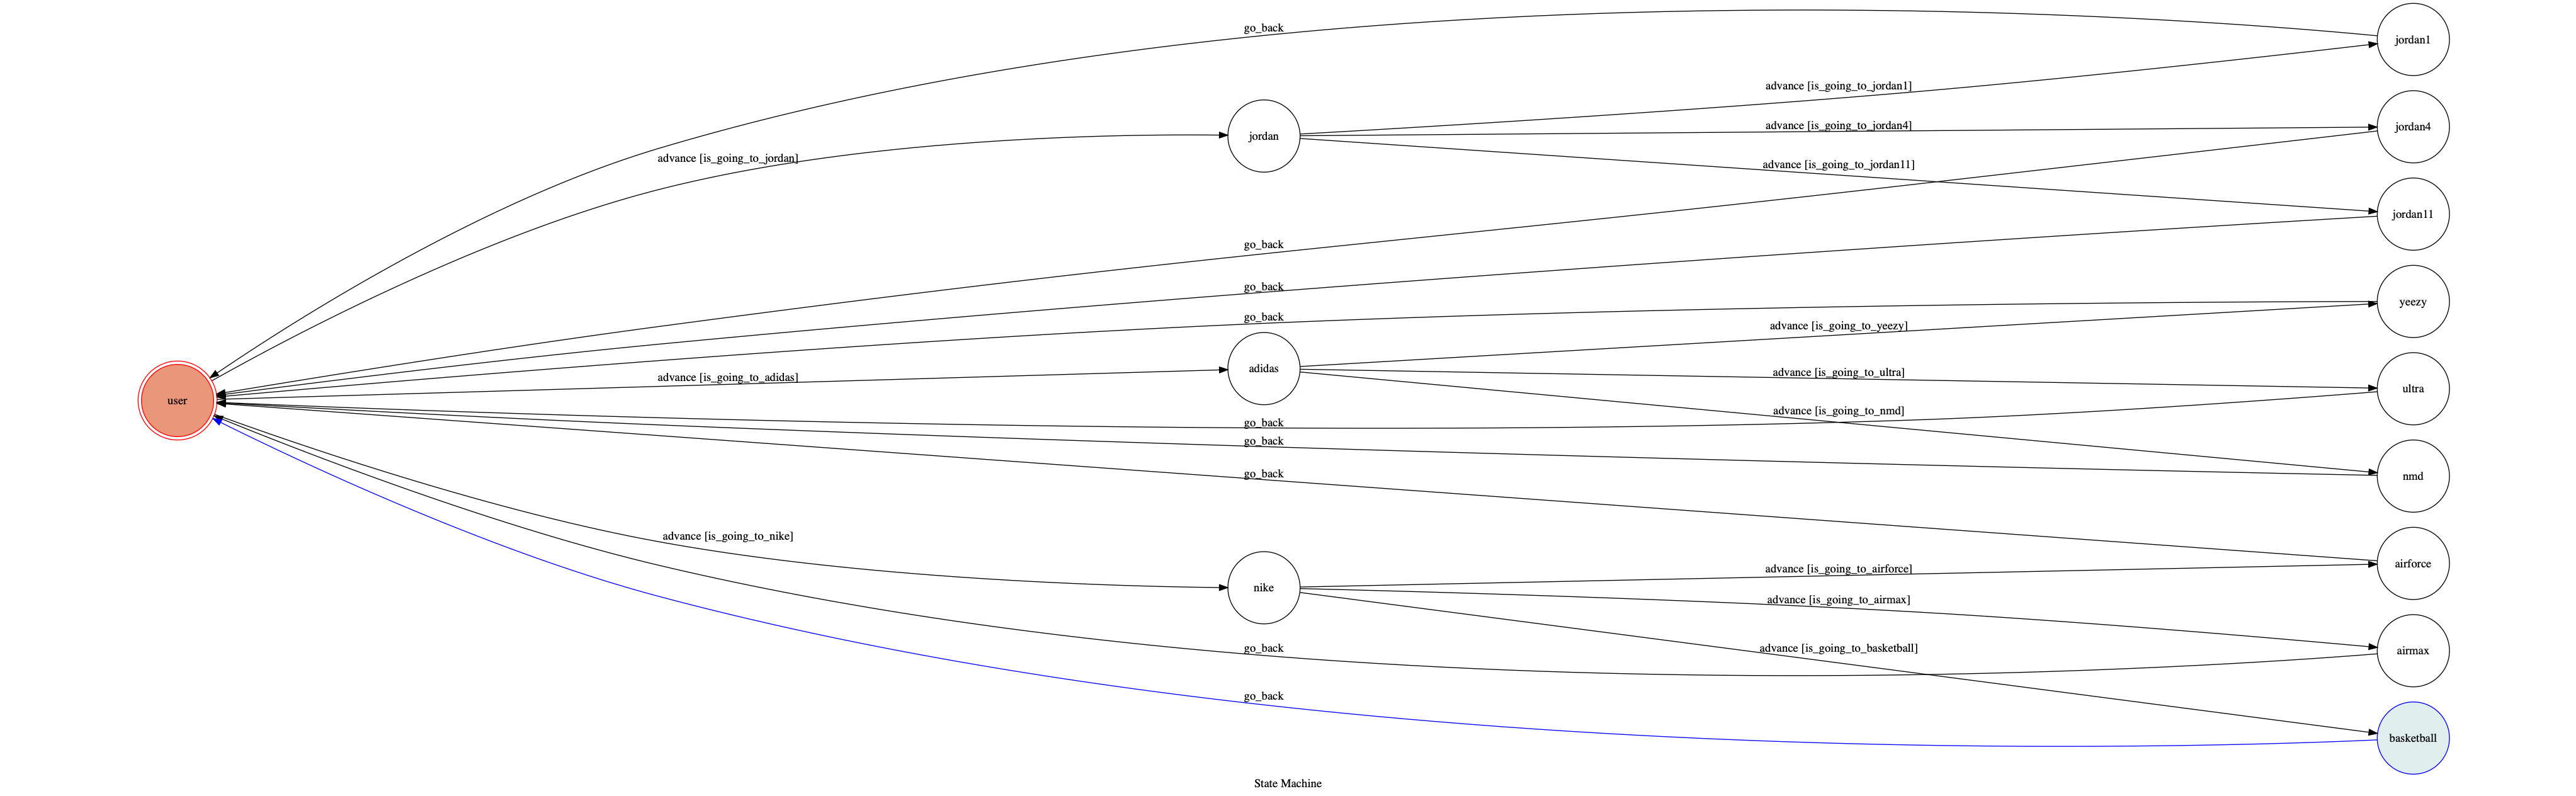 go_back
jordan1
advance [is_going_to_jordan1]
advance [is_going_to_jordan4]
jordan4
jordan
advance [is_going_to_jordan]
advance [is_going_to_jordan11]
jordan11
go_back
go_back
yeezy
go_back
advance [is_going_to_yeezy]
adidas
advance [is_going_to_adidas]
advance [is_going_to_ultra]
ultra
user
advance [is_going_to_nmd]
go_back
go_back
go_back
nmd
advance [is_going_to_nike]
airforce
advance [is_going_to_airforce]
nike
advance [is_going_to_airmax]
go_back
advance [is_going_to_basketball]
airmax
go_back
basketball
State Machine